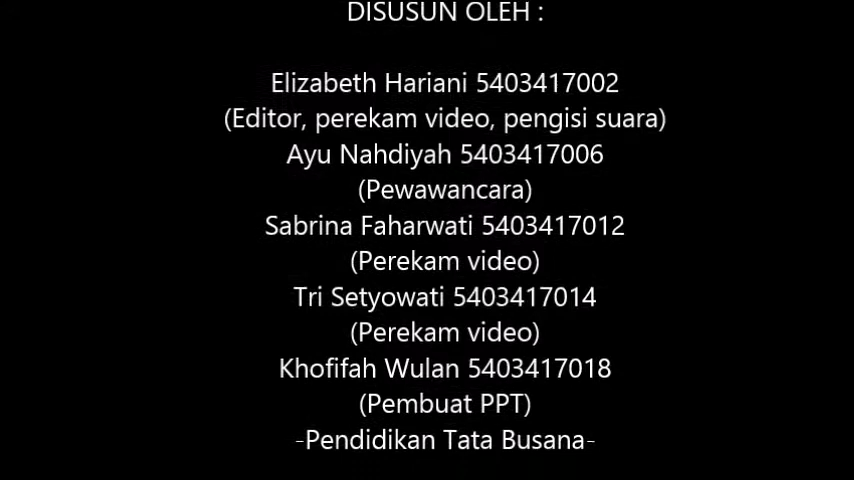 DISUSUN OLEH :
Elizabeth Hariani 5403417002
(Editor, perekam video, pengisi suara)
Ayu Nahdiyah 5403417006
(Pewawancara)
Sabrina Faharwati 5403417012
(Perekam video)
Tri Setyowati 5403417014
(Perekam video)
Khofifah Wulan 5403417018
(Pembuat PPT)
-Pendidikan Tata Busana-